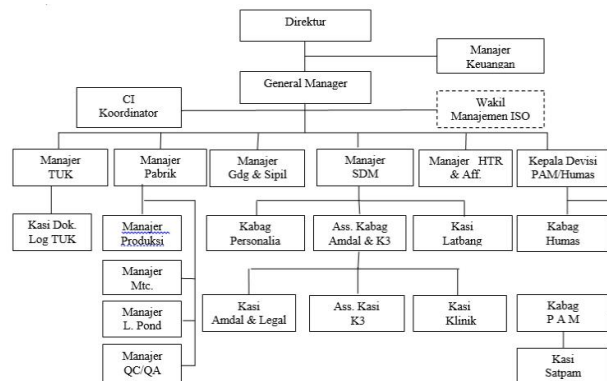 Direktur
Manajer
Keuangan
General Manager
CI
Koordinator
Wakil
Manajemen ISO
Manajer
TUK
Manajer
Pabrik
Manajer
Gdg & Sipil
Manajer
SDM
Manajer HTR
& Aff.
Kepala Devisi
PAM/Humas
Kasi Dok.
Log TUK
Manajer
Produksi
Kabag
Personalia
Ass. Kabag
Amdal & K3
Kasi
Latbang
Kabag
Humas
Manajer
Mtc.
Kasi
Amdal & Legal
Ass. Kasi
K3
Kasi
Klinik
Kabag
P A M
Manajer
L. Pond
Manajer
QC/QA
Kasi
Satpam